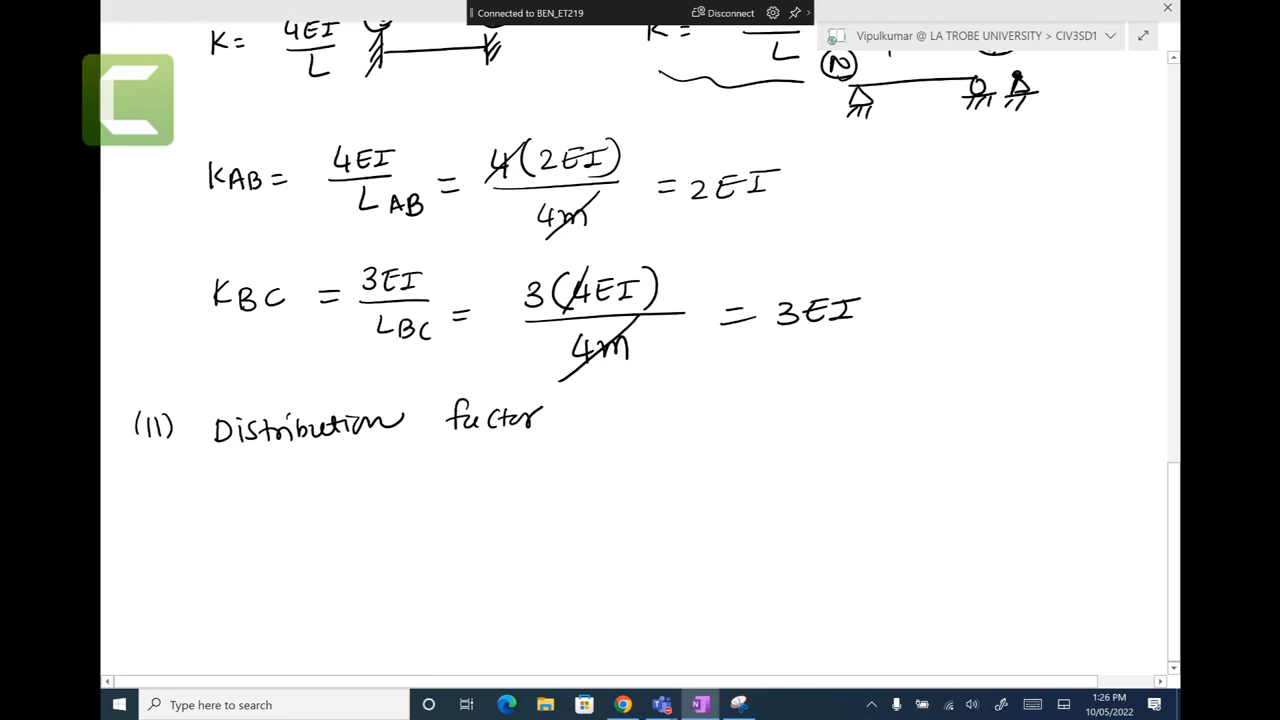 Connected to BEN_ET219 Disconnect
Vipulkumar @ LA TROBE UNIVERSITY > CIV3SD1
K = 4EI / L
K = L
N
KAB = 4EI / LAB = 4(2EI) / 4m = 2EI
KBC = 3EI / LBC = 3(4EI) / 4m = 3EI
(11) Distribution factor
Type here to search
1:26 PM
10/05/2022